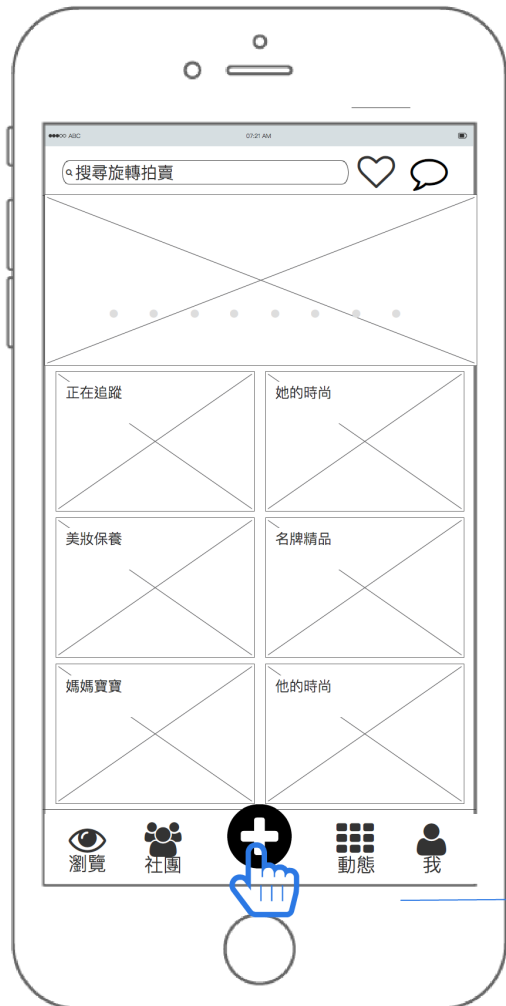 ABC
07:21 AM
搜尋旋轉拍賣
正在追蹤
她的時尚
美妝保養
名牌精品
媽媽寶寶
他的時尚
瀏覽
社團
動態
我